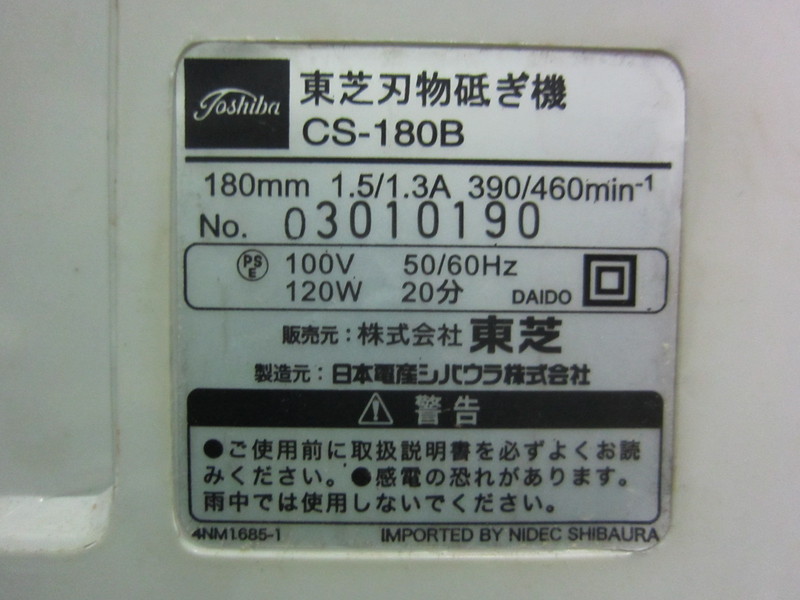 Toshiba
東芝刃物砥ぎ機
CS-180B
180mm 1.5/1.3A 390/460min⁻¹
No. 03010190
PSE 100V 50/60Hz
120W 20分 DAIDO
販売元:株式会社 東芝
製造元:日本電産シバウラ株式会社
警告
●ご使用前に取扱説明書を必ずよくお読
みください。●感電の恐れがあります。
雨中では使用しないでください。
4NM1685-1 IMPORTED BY NIDEC SHIBAURA